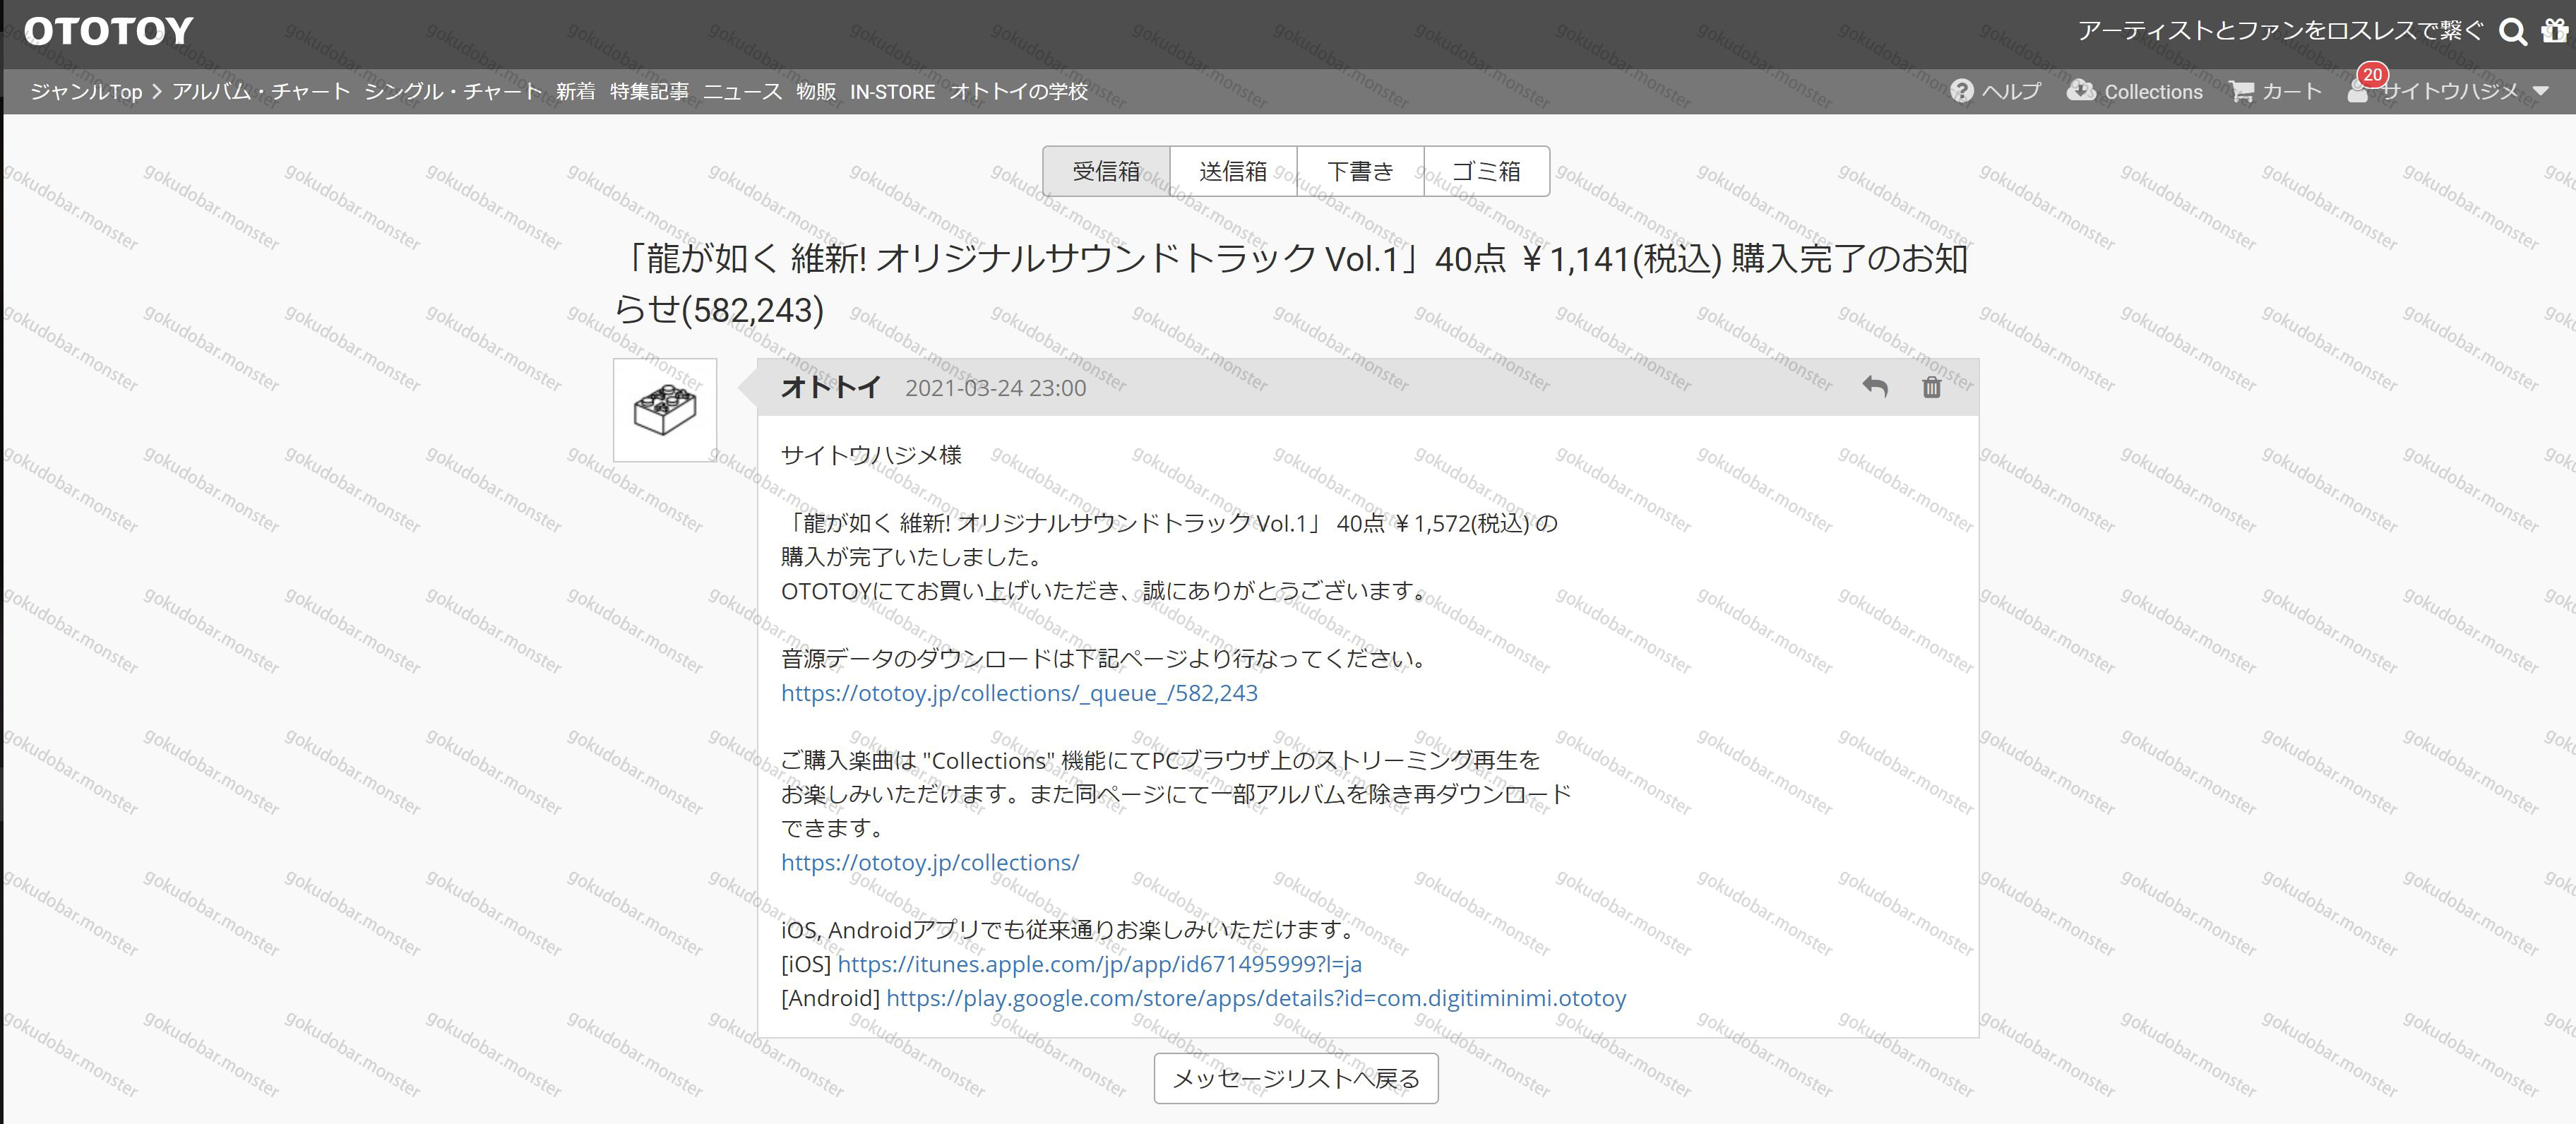 OTOTOY
アーティストとファンをロスレスで繋ぐ
ジャンルTop > アルバム・チャート シングル・チャート 新着 特集記事 ニュース 物販 IN-STORE オトトイの学校
ヘルプ Collections カート 20 サイトウハジメ
受信箱 送信箱 下書き ゴミ箱
「龍が如く 維新! オリジナルサウンドトラック Vol.1」40点 ￥1,141(税込) 購入完了のお知
らせ(582,243)
オトトイ 2021-03-24 23:00
サイトウハジメ様
「龍が如く 維新! オリジナルサウンドトラック Vol.1」 40点 ￥1,572(税込) の
購入が完了いたしました。
OTOTOYにてお買い上げいただき、誠にありがとうございます。
音源データのダウンロードは下記ページより行なってください。
https://ototoy.jp/collections/_queue_/582,243
ご購入楽曲は "Collections" 機能にてPCブラウザ上のストリーミング再生を
お楽しみいただけます。また同ページにて一部アルバムを除き再ダウンロード
できます。
https://ototoy.jp/collections/
iOS, Androidアプリでも従来通りお楽しみいただけます。
[iOS] https://itunes.apple.com/jp/app/id671495999?l=ja
[Android] https://play.google.com/store/apps/details?id=com.digitiminimi.ototoy
メッセージリストへ戻る
gokudobar.monster